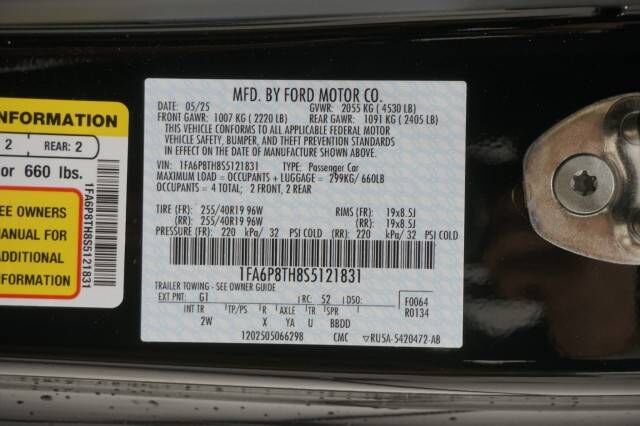 INFORMATION
2 REAR: 2
or 660 lbs.
EE OWNERS
MANUAL FOR
ADDITIONAL
FORMATION
1FA6P8TH8S5121831
MFD. BY FORD MOTOR CO.
05/25 GVWR: 2055 KG ( 4530 LB)
FRONT GAWR: 1007 KG ( 2220 LB) REAR GAWR: 1091 KG ( 2405 LB)
THIS VEHICLE CONFORMS TO ALL APPLICABLE FEDERAL MOTOR
VEHICLE SAFETY, BUMPER, AND THEFT PREVENTION STANDARDS
IN EFFECT ON THE DATE OF MANUFACTURE SHOWN ABOVE.
VIN: 1FA6P8TH8S5121831 TYPE: Passenger Car
MAXIMUM LOAD = OCCUPANTS + LUGGAGE = 299KG/ 660LB
OCCUPANTS = 4 TOTAL; 2 FRONT, 2 REAR
TIRE (FR): 255/40R19 96W RIMS (FR): 19x8.5J
(RR): 255/40R19 96W (RR): 19x8.5J
PRESSURE (FR): 220 kPa/ 32 PSI COLD (RR): 220 kPa/ 32 PSI COLD
1FA6P8TH8S5121831
TRAILER TOWING - SEE OWNER GUIDE
EXT PNT: G1 RC: 52 DSO: F0064
INT TR TP/PS R AXLE TR SPR R0134
2W X YA U BBDD
1202505066298 CMC ▼RU5A-5420472-AB